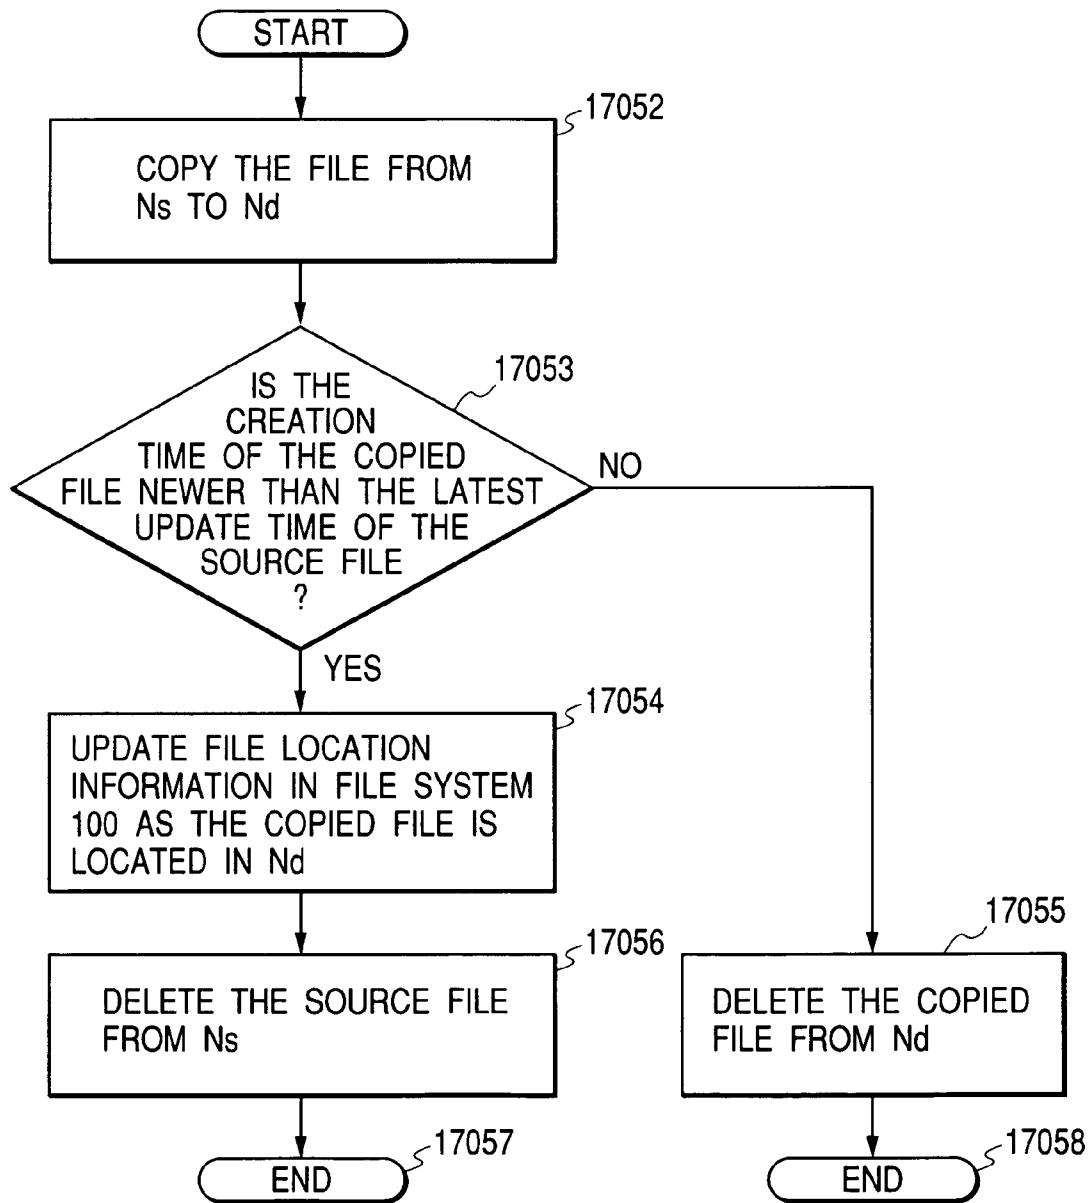 START
17052
COPY THE FILE FROM
Ns TO Nd
17053
IS THE
CREATION
TIME OF THE COPIED
FILE NEWER THAN THE LATEST
UPDATE TIME OF THE
SOURCE FILE
?
NO
YES
17054
UPDATE FILE LOCATION
INFORMATION IN FILE SYSTEM
100 AS THE COPIED FILE IS
LOCATED IN Nd
17056
DELETE THE SOURCE FILE
FROM Ns
17055
DELETE THE COPIED
FILE FROM Nd
17057
END
17058
END